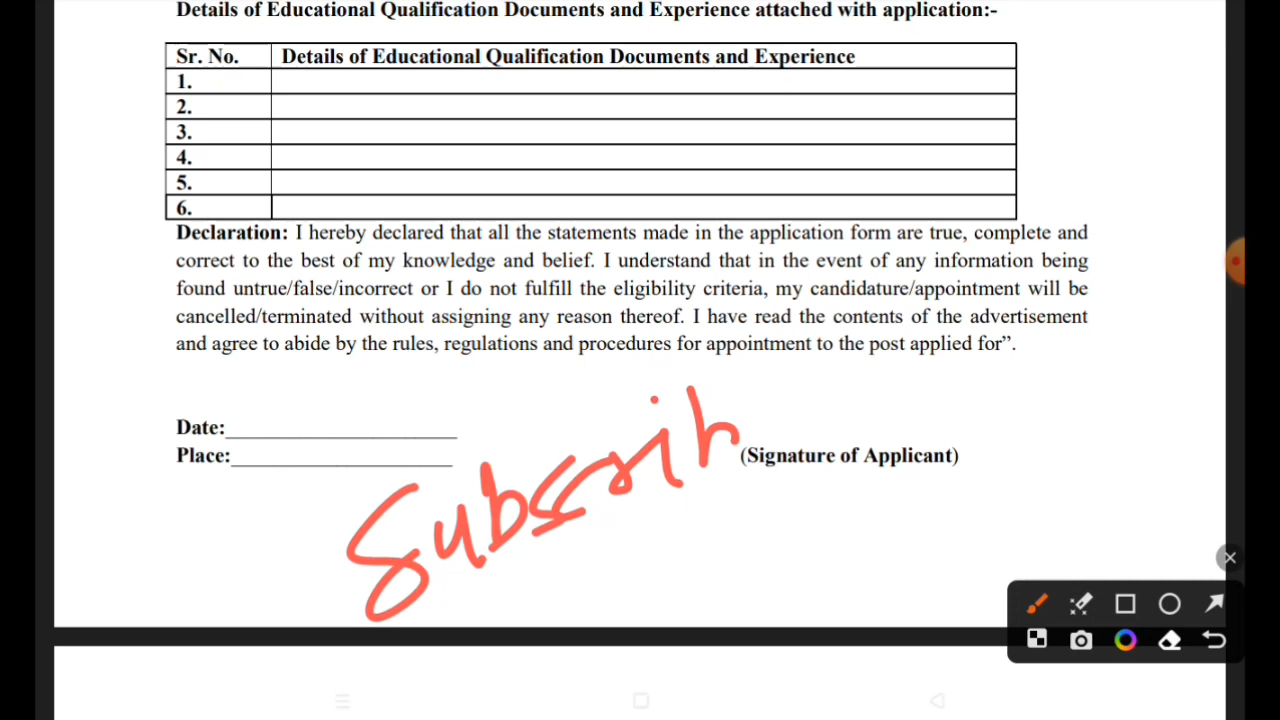 Details of Educational Qualification Documents and Experience attached with application:-
Sr. No. Details of Educational Qualification Documents and Experience
1.
2.
3.
4.
5.
6.
Declaration: I hereby declared that all the statements made in the application form are true, complete and
correct to the best of my knowledge and belief. I understand that in the event of any information being
found untrue/false/incorrect or I do not fulfill the eligibility criteria, my candidature/appointment will be
cancelled/terminated without assigning any reason thereof. I have read the contents of the advertisement
and agree to abide by the rules, regulations and procedures for appointment to the post applied for”.
Date:____________________
Place:____________________ (Signature of Applicant)